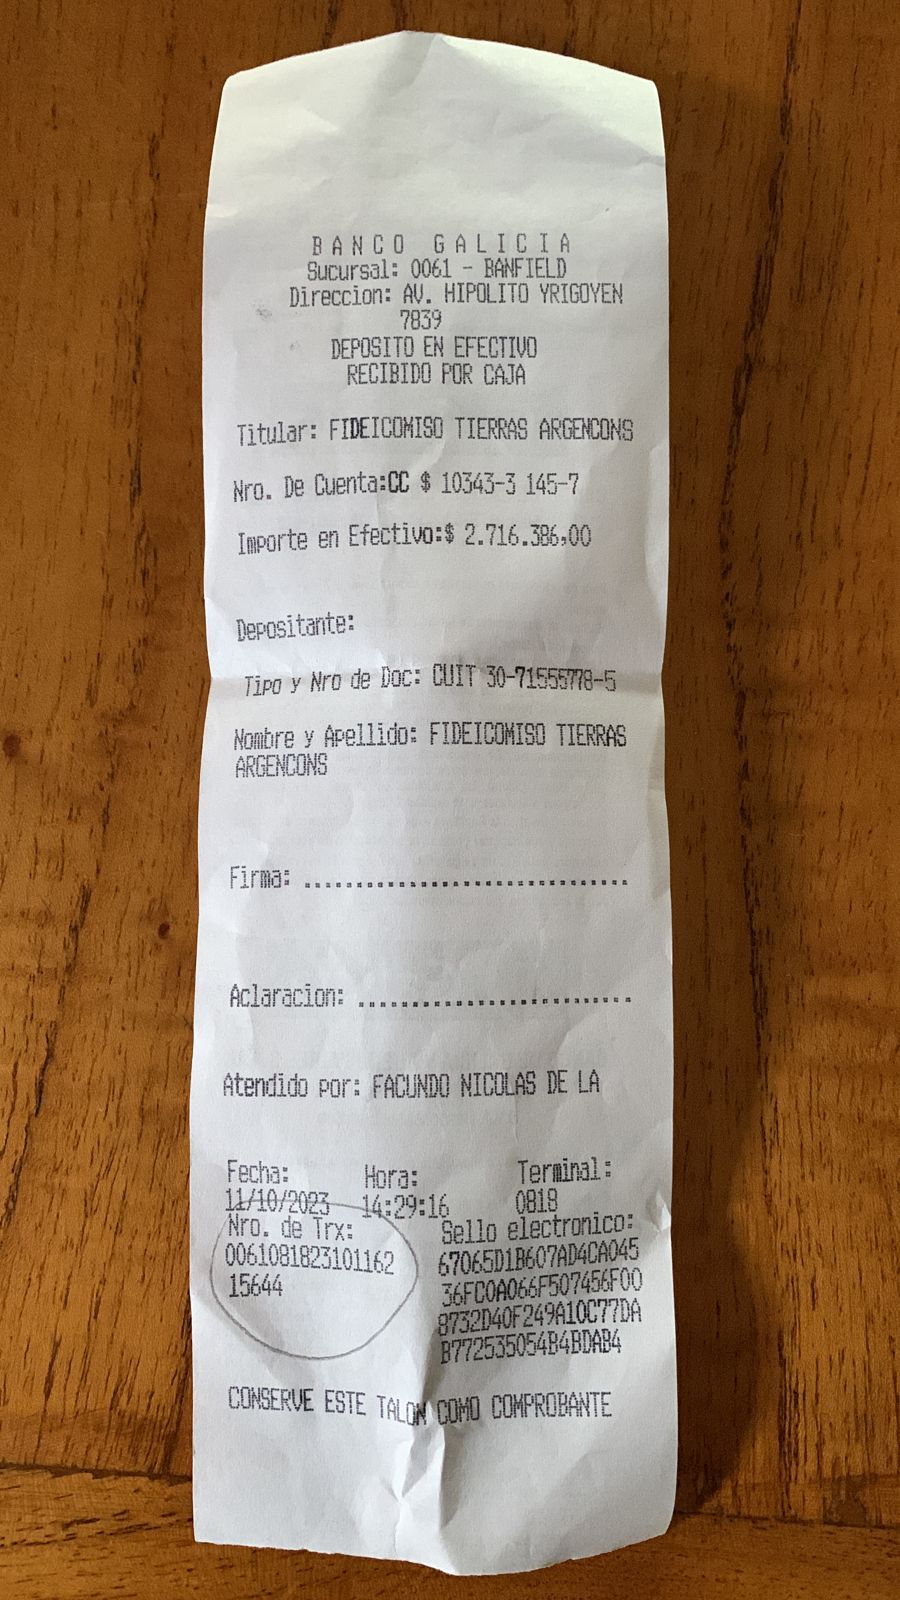 BANCO GALICIA
Sucursal: 0061 - BANFIELD
Direccion: AV. HIPOLITO YRIGOYEN
7839
DEPOSITO EN EFECTIVO
RECIBIDO POR CAJA
Titular: FIDEICOMISO TIERRAS ARGENCONS
Nro. De Cuenta:CC $ 10343-3 145-7
Importe en Efectivo:$ 2.716.386,00
Depositante:
Tipo y Nro de Doc: CUIT 30-71555778-5
Nombre y Apellido: FIDEICOMISO TIERRAS
ARGENCONS
Firma: ................................
Aclaracion: ...........................
Atendido por: FACUNDO NICOLAS DE LA
Fecha: Hora: Terminal:
11/10/2023 14:29:16 0818
Nro. de Trx: Sello electronico:
0061081823101162 67065D1B607AD4CA045
15644 36FC0A066F507456F00
8732D40F249A10C77DA
B772535054B4BDAB4
CONSERVE ESTE TALON COMO COMPROBANTE